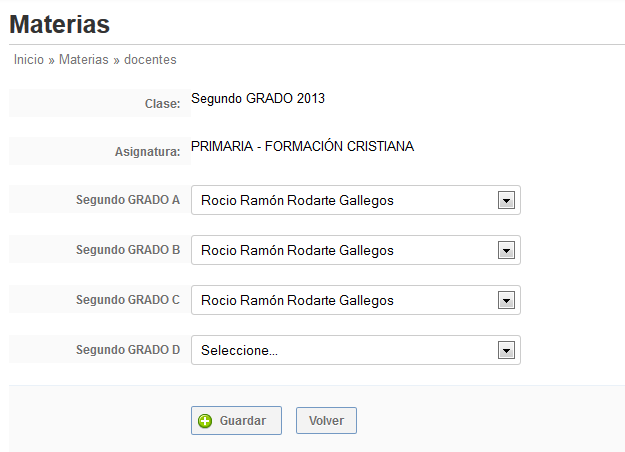 Materias
Inicio » Materias » docentes
Clase: Segundo GRADO 2013
Asignatura: PRIMARIA - FORMACIÓN CRISTIANA
Segundo GRADO A Rocio Ramón Rodarte Gallegos
Segundo GRADO B Rocio Ramón Rodarte Gallegos
Segundo GRADO C Rocio Ramón Rodarte Gallegos
Segundo GRADO D Seleccione...
Guardar Volver